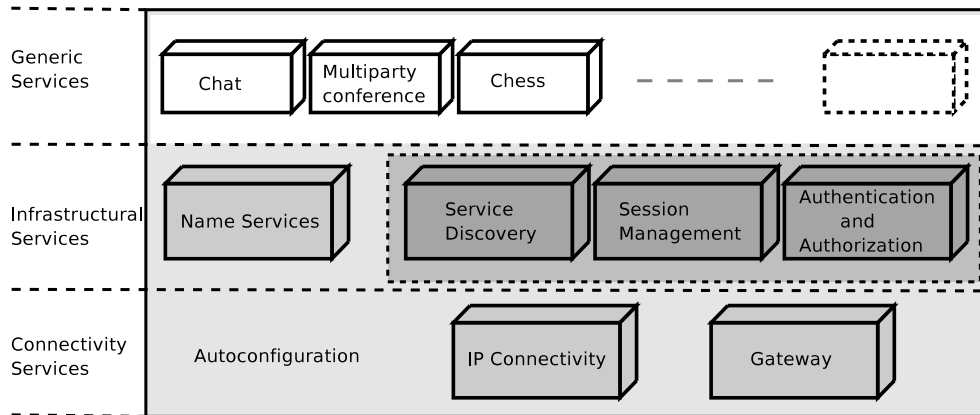 Generic
Services
Chat
Multiparty
conference
Chess
Infrastructural
Services
Name Services
Service
Discovery
Session
Management
Authentication
and
Authorization
Connectivity
Services
Autoconfiguration
IP Connectivity
Gateway